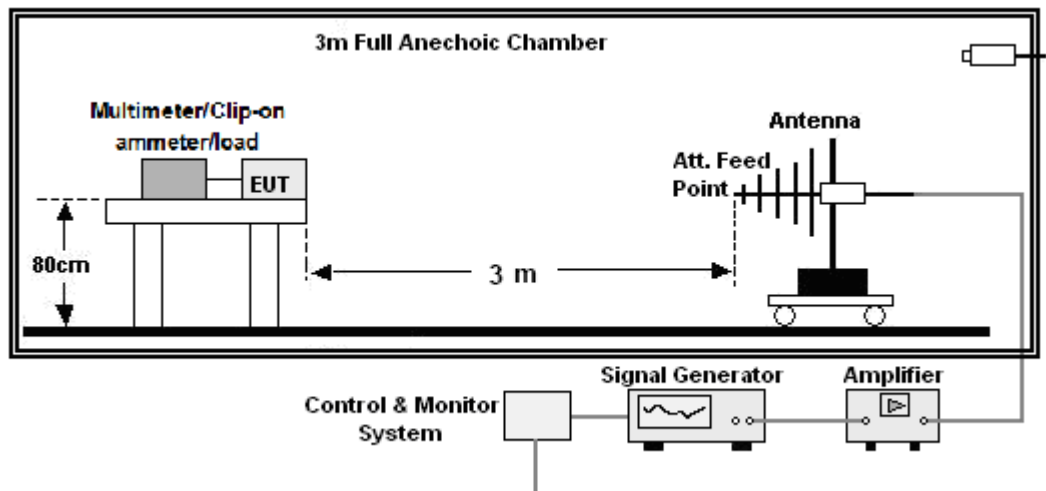 3m Full Anechoic Chamber
Multimeter/Clip-on
ammeter/load
EUT
Antenna
Att. Feed
Point
80cm
3 m
Signal Generator
Amplifier
Control & Monitor
System